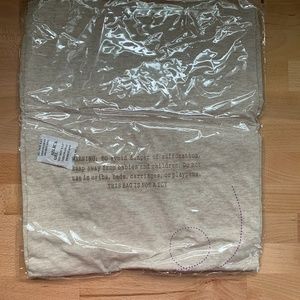 WARNING: To avoid danger of suffocation,
keep away from babies and children. Do not
use in cribs, beds, carriages, or playpens.
THIS BAG IS NOT A TOY